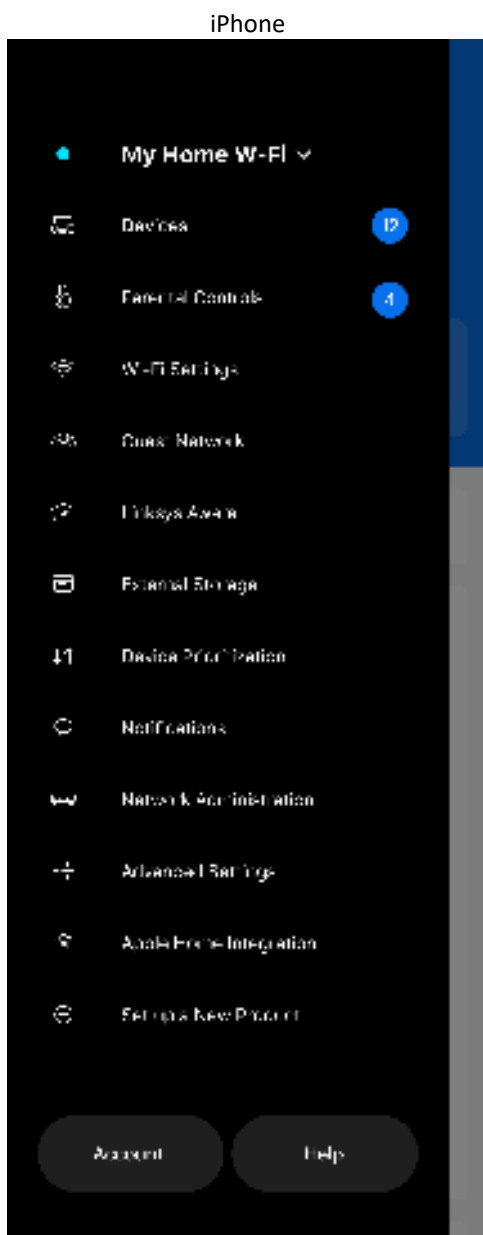 iPhone
My Home W-Fi
Devices
12
Parental Controls
4
Wi-Fi Settings
Guest Network
Linksys Aware
External Storage
Device Prioritization
Notifications
Network Administration
Advanced Settings
Apple Home Integration
Set up a New Product
Account
Help